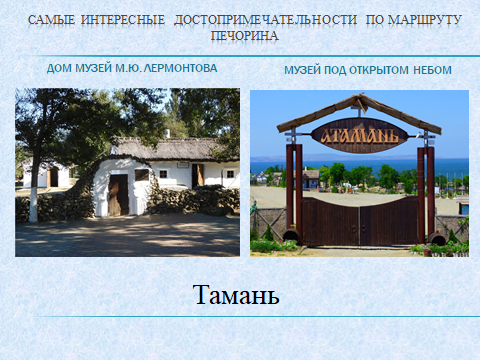 САМЫЕ ИНТЕРЕСНЫЕ ДОСТОПРИМЕЧАТЕЛЬНОСТИ ПО МАРШРУТУ
ПЕЧОРИНА
ДОМ МУЗЕЙ М.Ю. ЛЕРМОНТОВА
МУЗЕЙ ПОД ОТКРЫТОМ НЕБОМ
АТАМАНЬ
Тамань